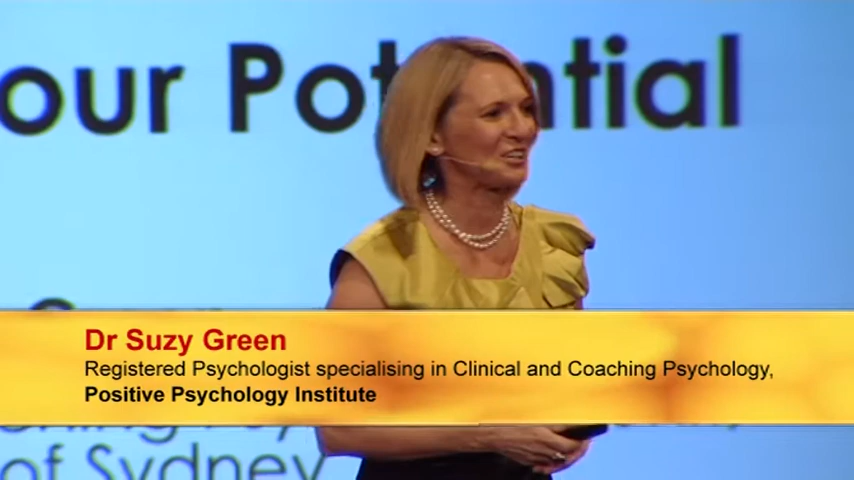 our Potential
Dr Suzy Green
Registered Psychologist specialising in Clinical and Coaching Psychology,
Positive Psychology Institute
of Sydney